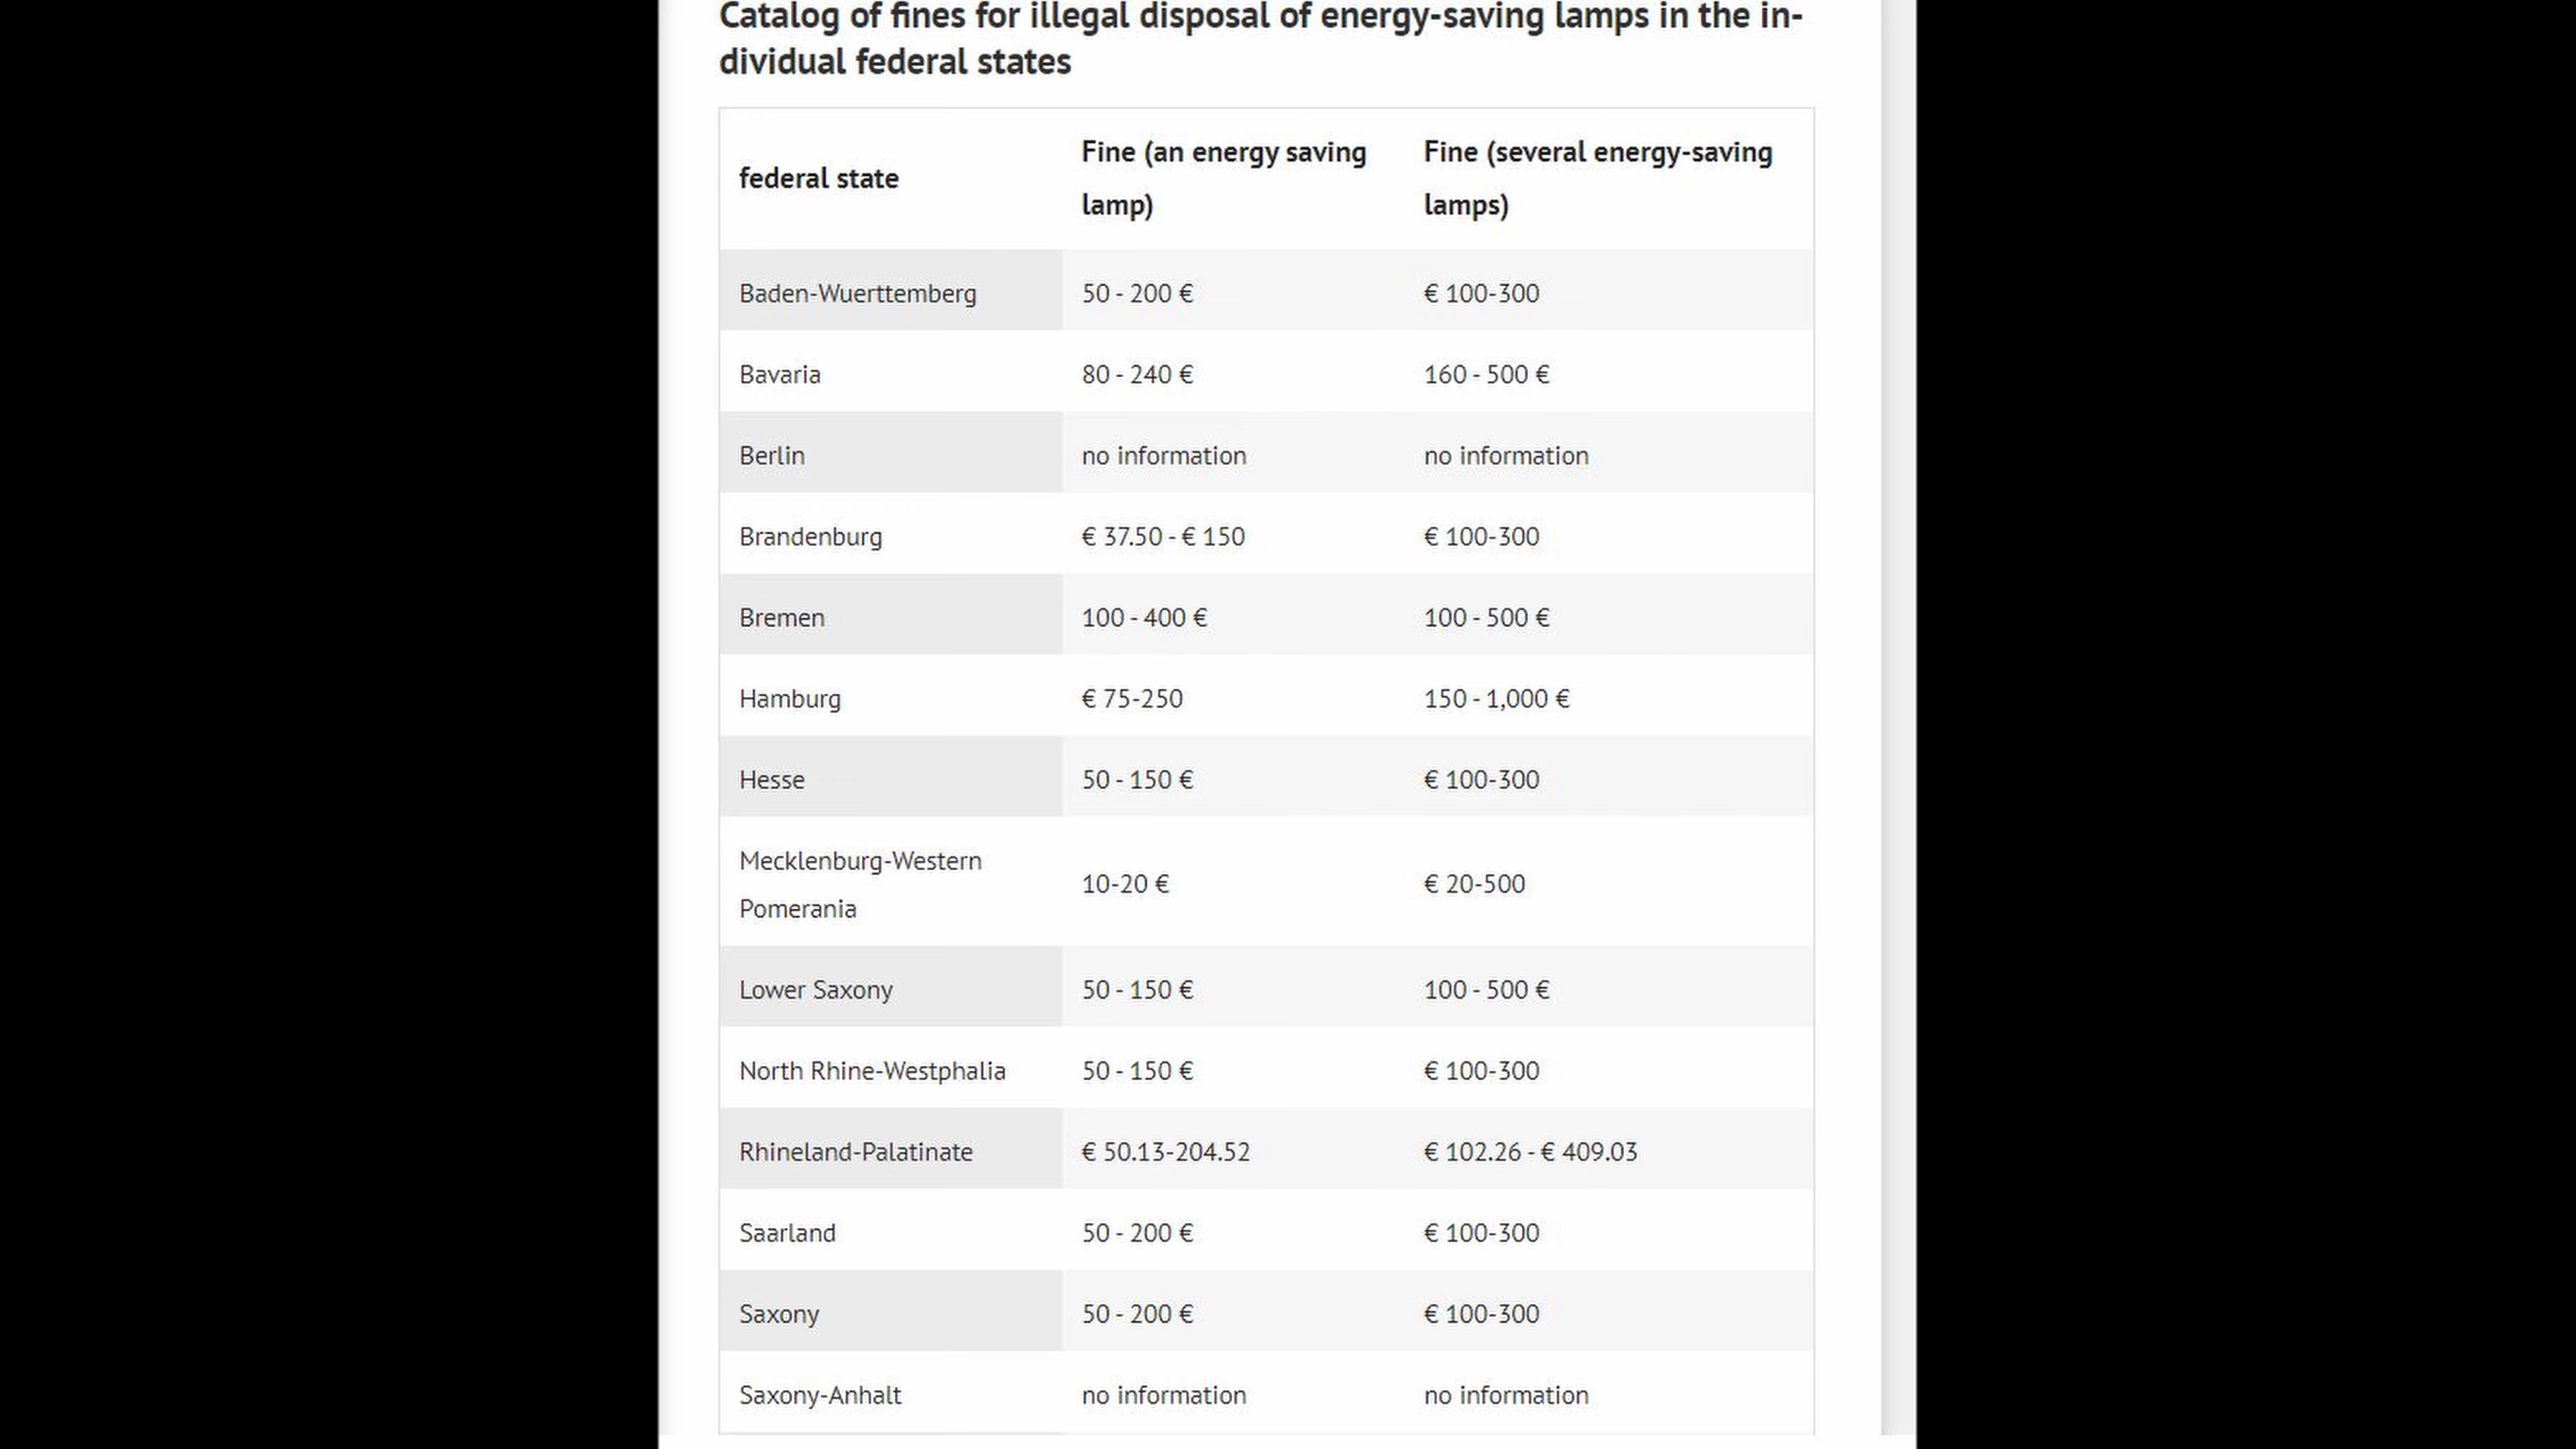 Catalog of fines for illegal disposal of energy-saving lamps in the in-
dividual federal states
federal state
Fine (an energy saving
lamp)
Fine (several energy-saving
lamps)
Baden-Wuerttemberg
50 - 200 €
€ 100-300
Bavaria
80 - 240 €
160 - 500 €
Berlin
no information
no information
Brandenburg
€ 37.50 - € 150
€ 100-300
Bremen
100 - 400 €
100 - 500 €
Hamburg
€ 75-250
150 - 1,000 €
Hesse
50 - 150 €
€ 100-300
Mecklenburg-Western
Pomerania
10-20 €
€ 20-500
Lower Saxony
50 - 150 €
100 - 500 €
North Rhine-Westphalia
50 - 150 €
€ 100-300
Rhineland-Palatinate
€ 50.13-204.52
€ 102.26 - € 409.03
Saarland
50 - 200 €
€ 100-300
Saxony
50 - 200 €
€ 100-300
Saxony-Anhalt
no information
no information